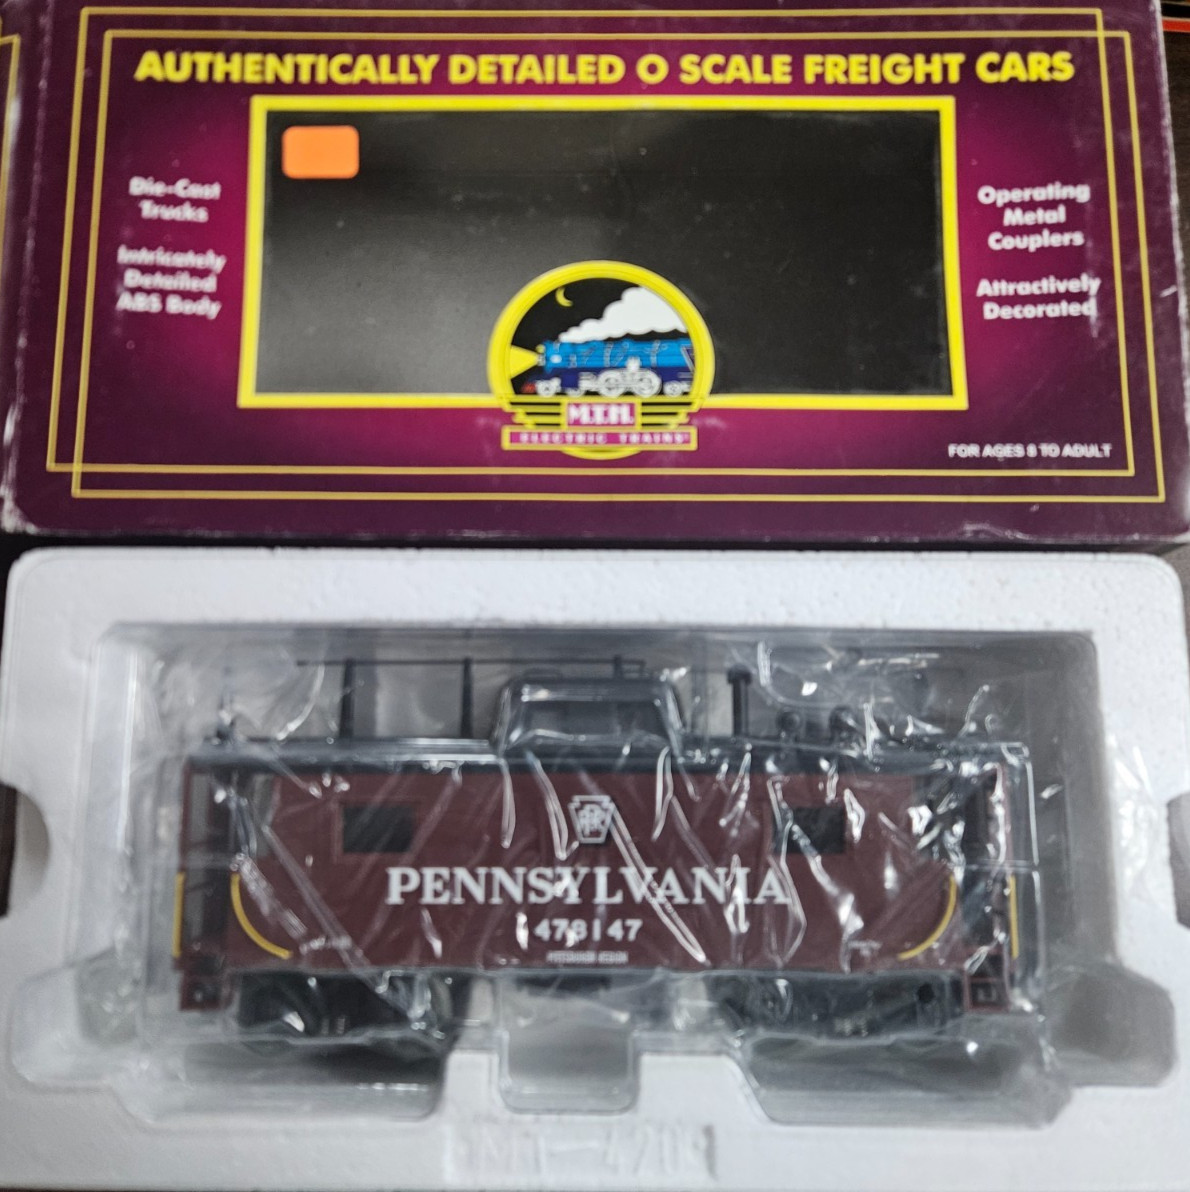 AUTHENTICALLY DETAILED O SCALE FREIGHT CARS
Die-Cast
Trucks
Intricately
Detailed
ABS Body
Operating
Metal
Couplers
Attractively
Decorated
M.T.H.
ELECTRIC TRAINS
FOR AGES 8 TO ADULT
PENNSYLVANIA
478147